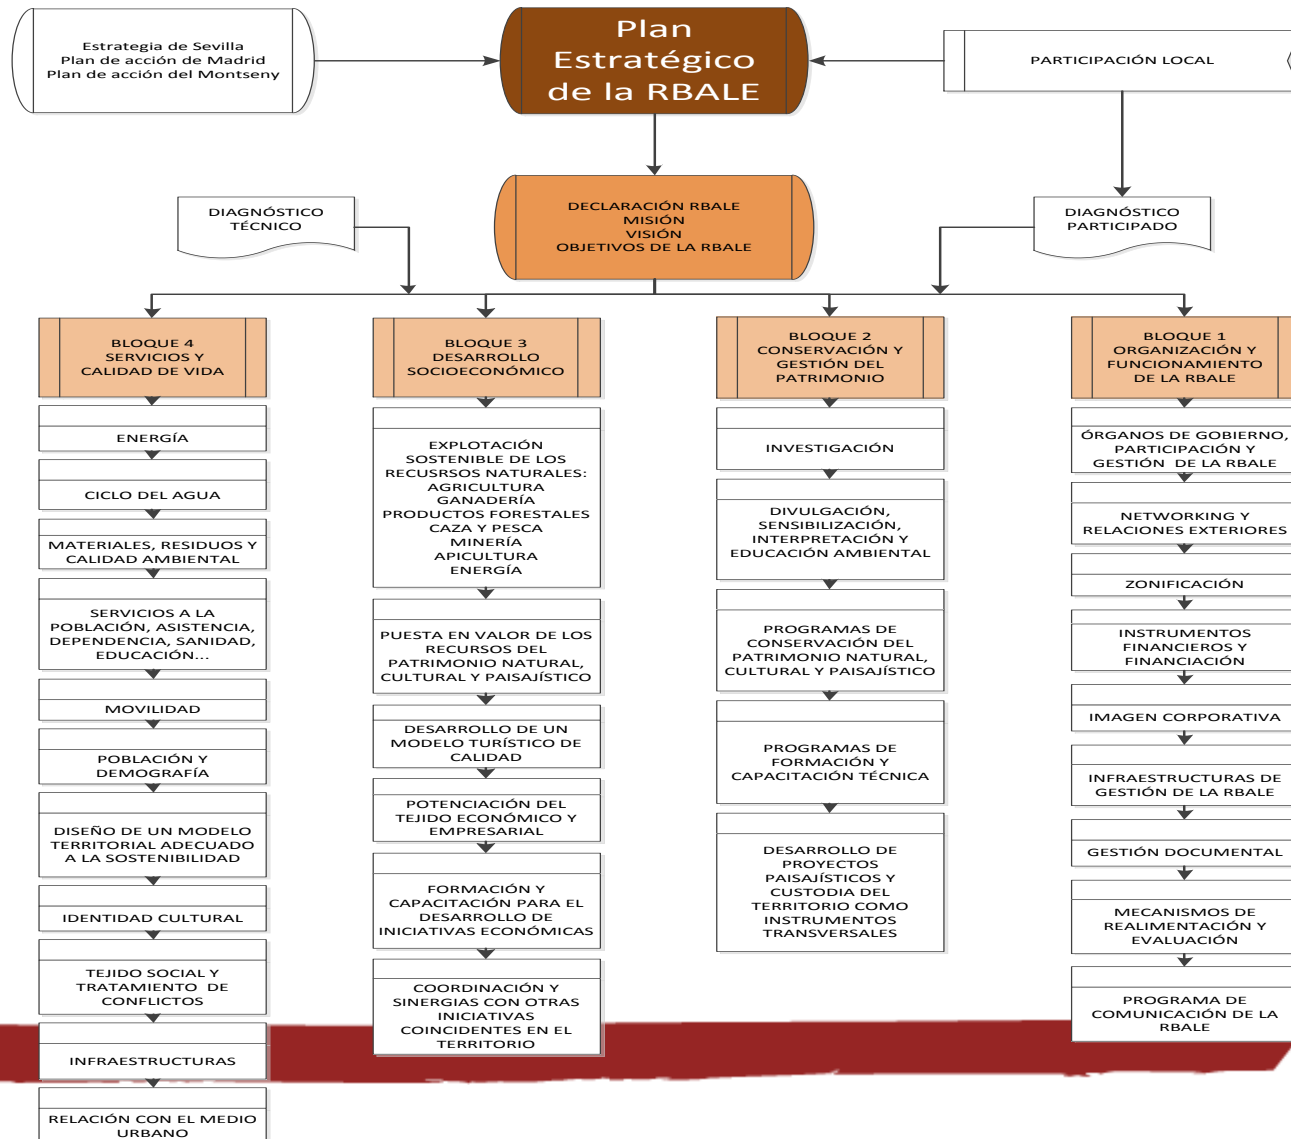 Estrategia de Sevilla
Plan de acción de Madrid
Plan de acción del Montseny
Plan
Estratégico
de la RBALE
PARTICIPACIÓN LOCAL
DIAGNÓSTICO
TÉCNICO
DECLARACIÓN RBALE
MISIÓN
VISIÓN
OBJETIVOS DE LA RBALE
DIAGNÓSTICO
PARTICIPADO
BLOQUE 4
SERVICIOS Y
CALIDAD DE VIDA
ENERGÍA
CICLO DEL AGUA
MATERIALES, RESIDUOS Y
CALIDAD AMBIENTAL
SERVICIOS A LA
POBLACIÓN, ASISTENCIA,
DEPENDENCIA, SANIDAD,
EDUCACIÓN...
MOVILIDAD
POBLACIÓN Y
DEMOGRAFÍA
DISEÑO DE UN MODELO
TERRITORIAL ADECUADO
A LA SOSTENIBILIDAD
IDENTIDAD CULTURAL
TEJIDO SOCIAL Y
TRATAMIENTO DE
CONFLICTOS
INFRAESTRUCTURAS
RELACIÓN CON EL MEDIO
URBANO
BLOQUE 3
DESARROLLO
SOCIOECONÓMICO
EXPLOTACIÓN
SOSTENIBLE DE LOS
RECUSRSOS NATURALES:
AGRICULTURA
GANADERÍA
PRODUCTOS FORESTALES
CAZA Y PESCA
MINERÍA
APICULTURA
ENERGÍA
PUESTA EN VALOR DE LOS
RECURSOS DEL
PATRIMONIO NATURAL,
CULTURAL Y PAISAJÍSTICO
DESARROLLO DE UN
MODELO TURÍSTICO DE
CALIDAD
POTENCIACIÓN DEL
TEJIDO ECONÓMICO Y
EMPRESARIAL
FORMACIÓN Y
CAPACITACIÓN PARA EL
DESARROLLO DE
INICIATIVAS ECONÓMICAS
COORDINACIÓN Y
SINERGIAS CON OTRAS
INICIATIVAS
COINCIDENTES EN EL
TERRITORIO
BLOQUE 2
CONSERVACIÓN Y
GESTIÓN DEL
PATRIMONIO
INVESTIGACIÓN
DIVULGACIÓN,
SENSIBILIZACIÓN,
INTERPRETACIÓN Y
EDUCACIÓN AMBIENTAL
PROGRAMAS DE
CONSERVACIÓN DEL
PATRIMONIO NATURAL,
CULTURAL Y PAISAJÍSTICO
PROGRAMAS DE
FORMACIÓN Y
CAPACITACIÓN TÉCNICA
DESARROLLO DE
PROYECTOS
PAISAJÍSTICOS Y
CUSTODIA DEL
TERRITORIO COMO
INSTRUMENTOS
TRANSVERSALES
BLOQUE 1
ORGANIZACIÓN Y
FUNCIONAMIENTO
DE LA RBALE
ÓRGANOS DE GOBIERNO,
PARTICIPACIÓN Y
GESTIÓN DE LA RBALE
NETWORKING Y
RELACIONES EXTERIORES
ZONIFICACIÓN
INSTRUMENTOS
FINANCIEROS Y
FINANCIACIÓN
IMAGEN CORPORATIVA
INFRAESTRUCTURAS DE
GESTIÓN DE LA RBALE
GESTIÓN DOCUMENTAL
MECANISMOS DE
REALIMENTACIÓN Y
EVALUACIÓN
PROGRAMA DE
COMUNICACIÓN DE LA
RBALE